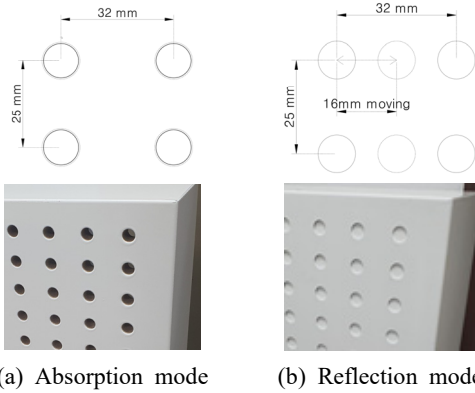 32 mm
25 mm
32 mm
16mm moving
25 mm
(a) Absorption mode
(b) Reflection mode